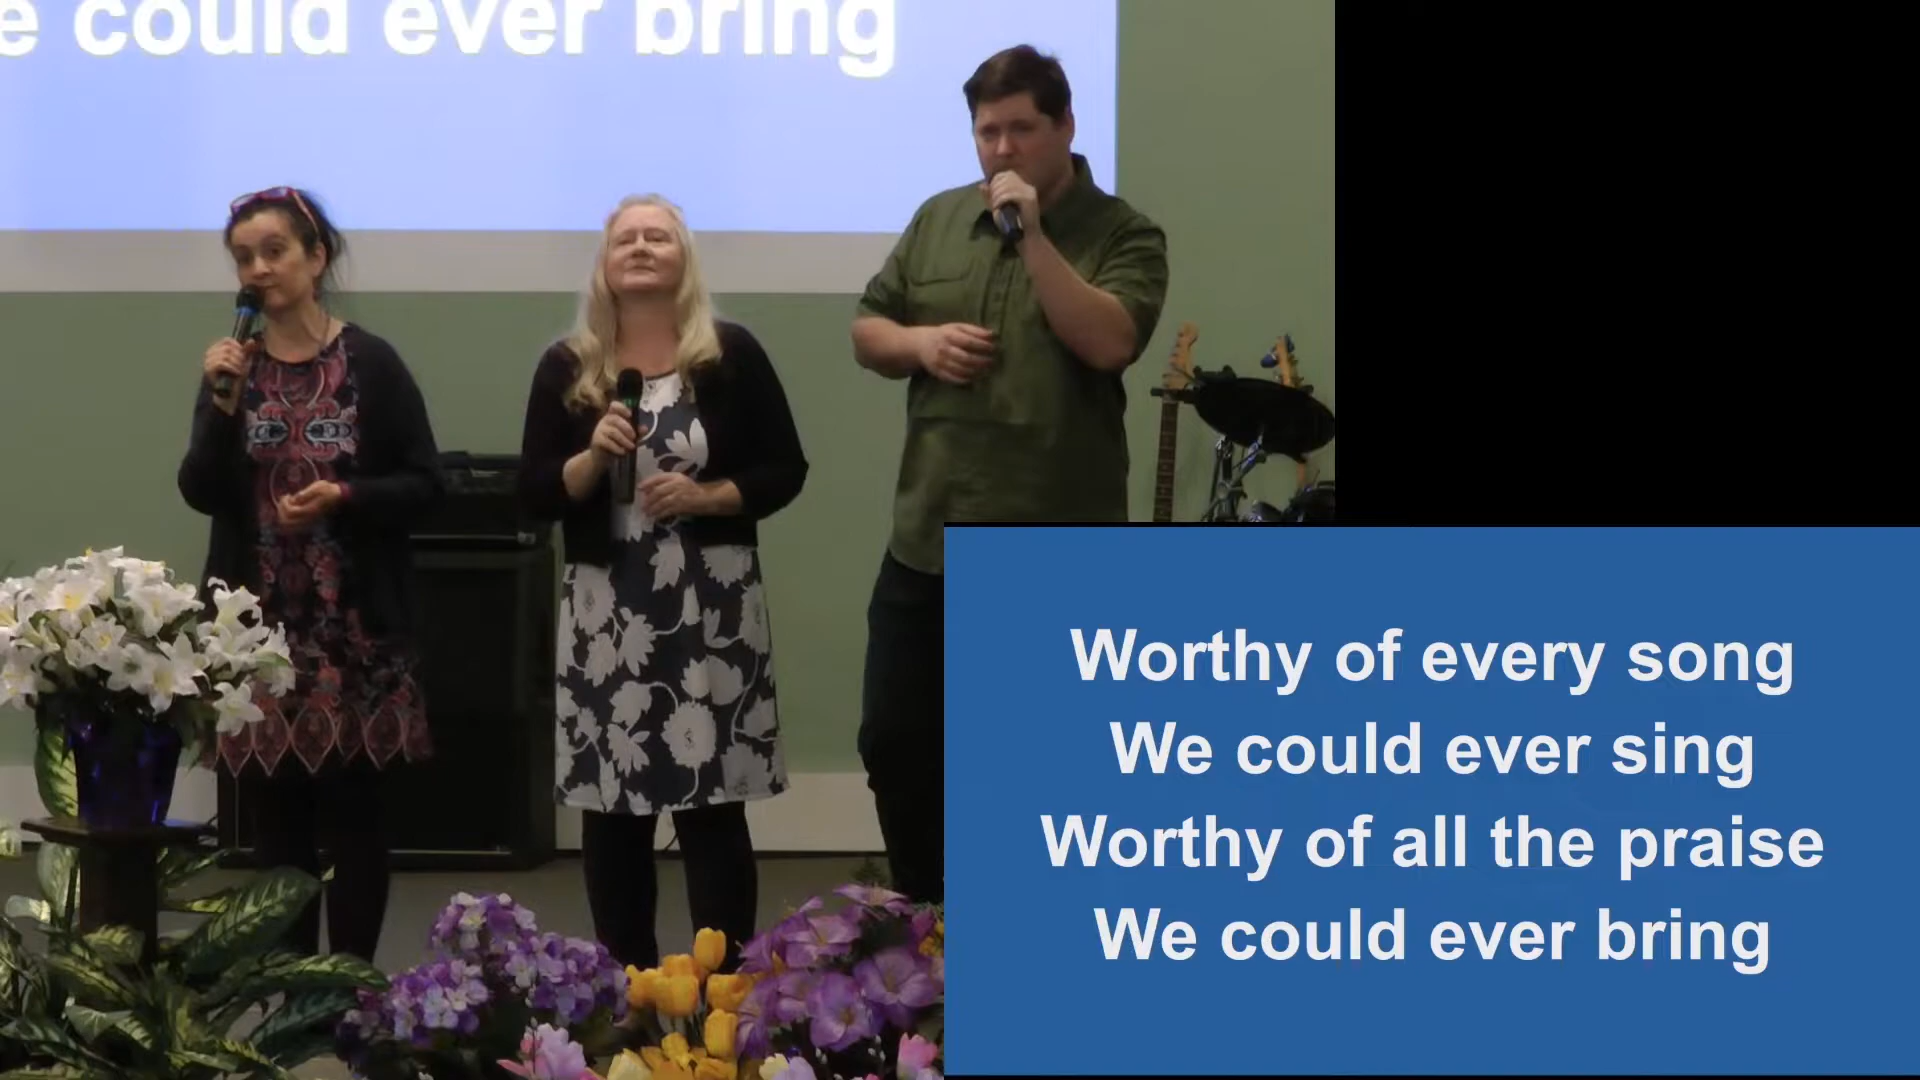 e could ever bring
Worthy of every song
We could ever sing
Worthy of all the praise
We could ever bring